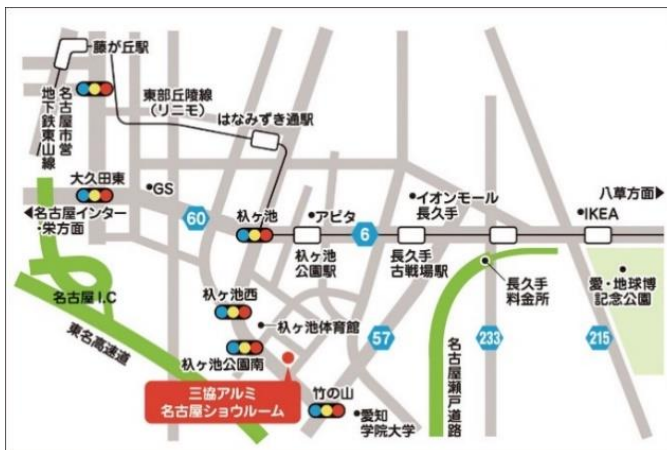 藤が丘駅
名古屋市営
地下鉄東山線
東部丘陵線
(リニモ)
はなみずき通駅
大久田東
GS
名古屋インター
・栄方面
60
杁ヶ池
アピタ
6
イオンモール
長久手
八草方面
IKEA
杁ヶ池
公園駅
長久手
古戦場駅
長久手
料金所
愛・地球博
記念公園
名古屋I.C
杁ヶ池西
杁ヶ池体育館
東名高速道
杁ヶ池公園南
57
名古屋瀬戸道路
233
215
三協アルミ
名古屋ショウルーム
竹の山
愛知
学院大学